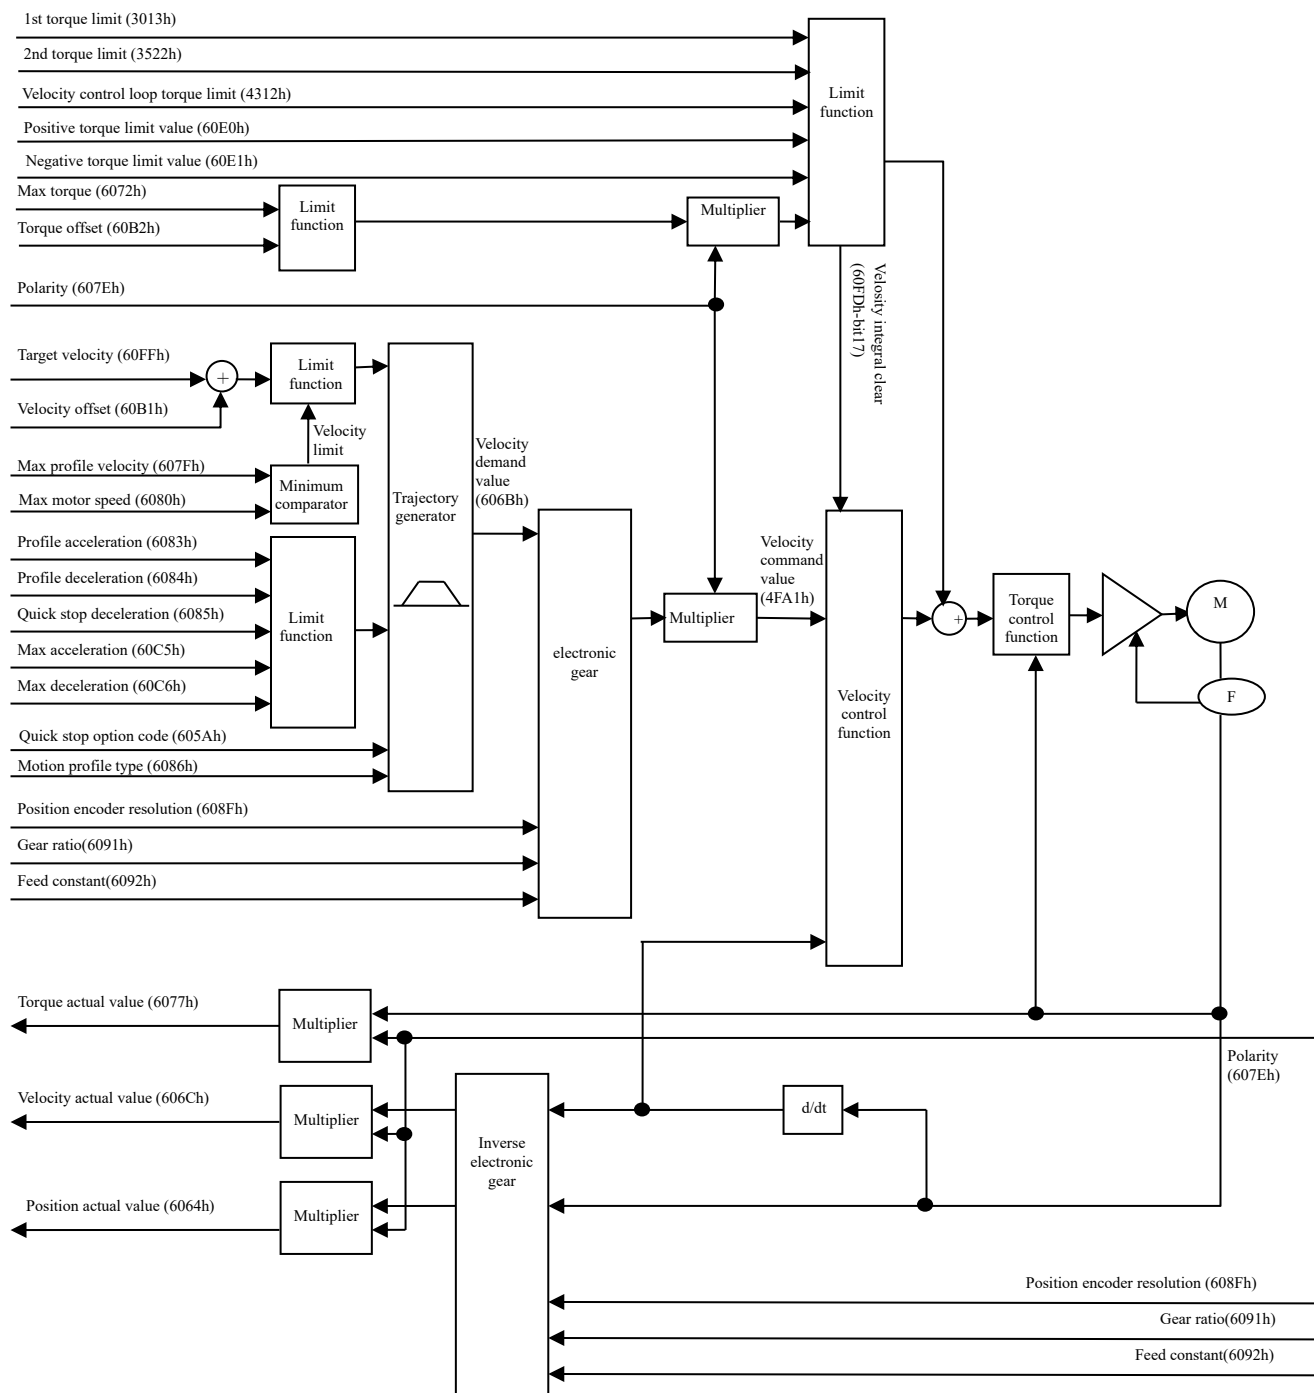 1st torque limit (3013h)
2nd torque limit (3522h)
Velocity control loop torque limit (4312h)
Positive torque limit value (60E0h)
Negative torque limit value (60E1h)
Max torque (6072h)
Torque offset (60B2h)
Limit
function
Multiplier
Limit
function
Polarity (607Eh)
Velosity integral clear
(60FDh-bit17)
Target velocity (60FFh)
Velocity offset (60B1h)
+
Limit
function
Velocity
limit
Max profile velocity (607Fh)
Max motor speed (6080h)
Minimum
comparator
Profile acceleration (6083h)
Profile deceleration (6084h)
Quick stop deceleration (6085h)
Max acceleration (60C5h)
Max deceleration (60C6h)
Limit
function
Quick stop option code (605Ah)
Motion profile type (6086h)
Trajectory
generator
Velocity
demand
value
(606Bh)
Position encoder resolution (608Fh)
Gear ratio(6091h)
Feed constant(6092h)
electronic
gear
Multiplier
Velocity
command
value
(4FA1h)
Velocity
control
function
+
Torque
control
function
M
F
Torque actual value (6077h)
Multiplier
Polarity
(607Eh)
Velocity actual value (606Ch)
Multiplier
d/dt
Inverse
electronic
gear
Position actual value (6064h)
Multiplier
Position encoder resolution (608Fh)
Gear ratio(6091h)
Feed constant(6092h)